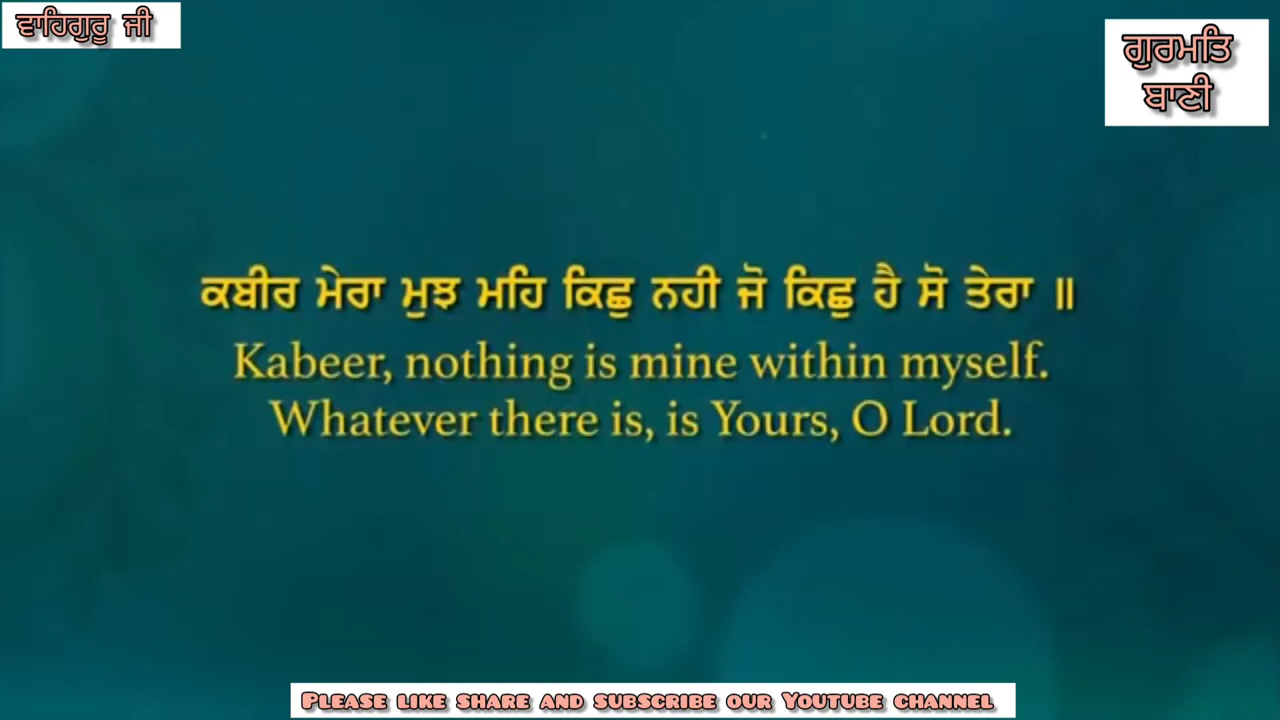 ਵਾਹਿਗੁਰੂ ਜੀ
ਗੁਰਮਤਿ
ਬਾਣੀ
ਕਬੀਰ ਮੇਰਾ ਮੁਝ ਮਹਿ ਕਿਛੁ ਨਹੀ ਜੋ ਕਿਛੁ ਹੈ ਸੋ ਤੇਰਾ ॥
Kabeer, nothing is mine within myself.
Whatever there is, is Yours, O Lord.
Please like share and subscribe our Youtube channel